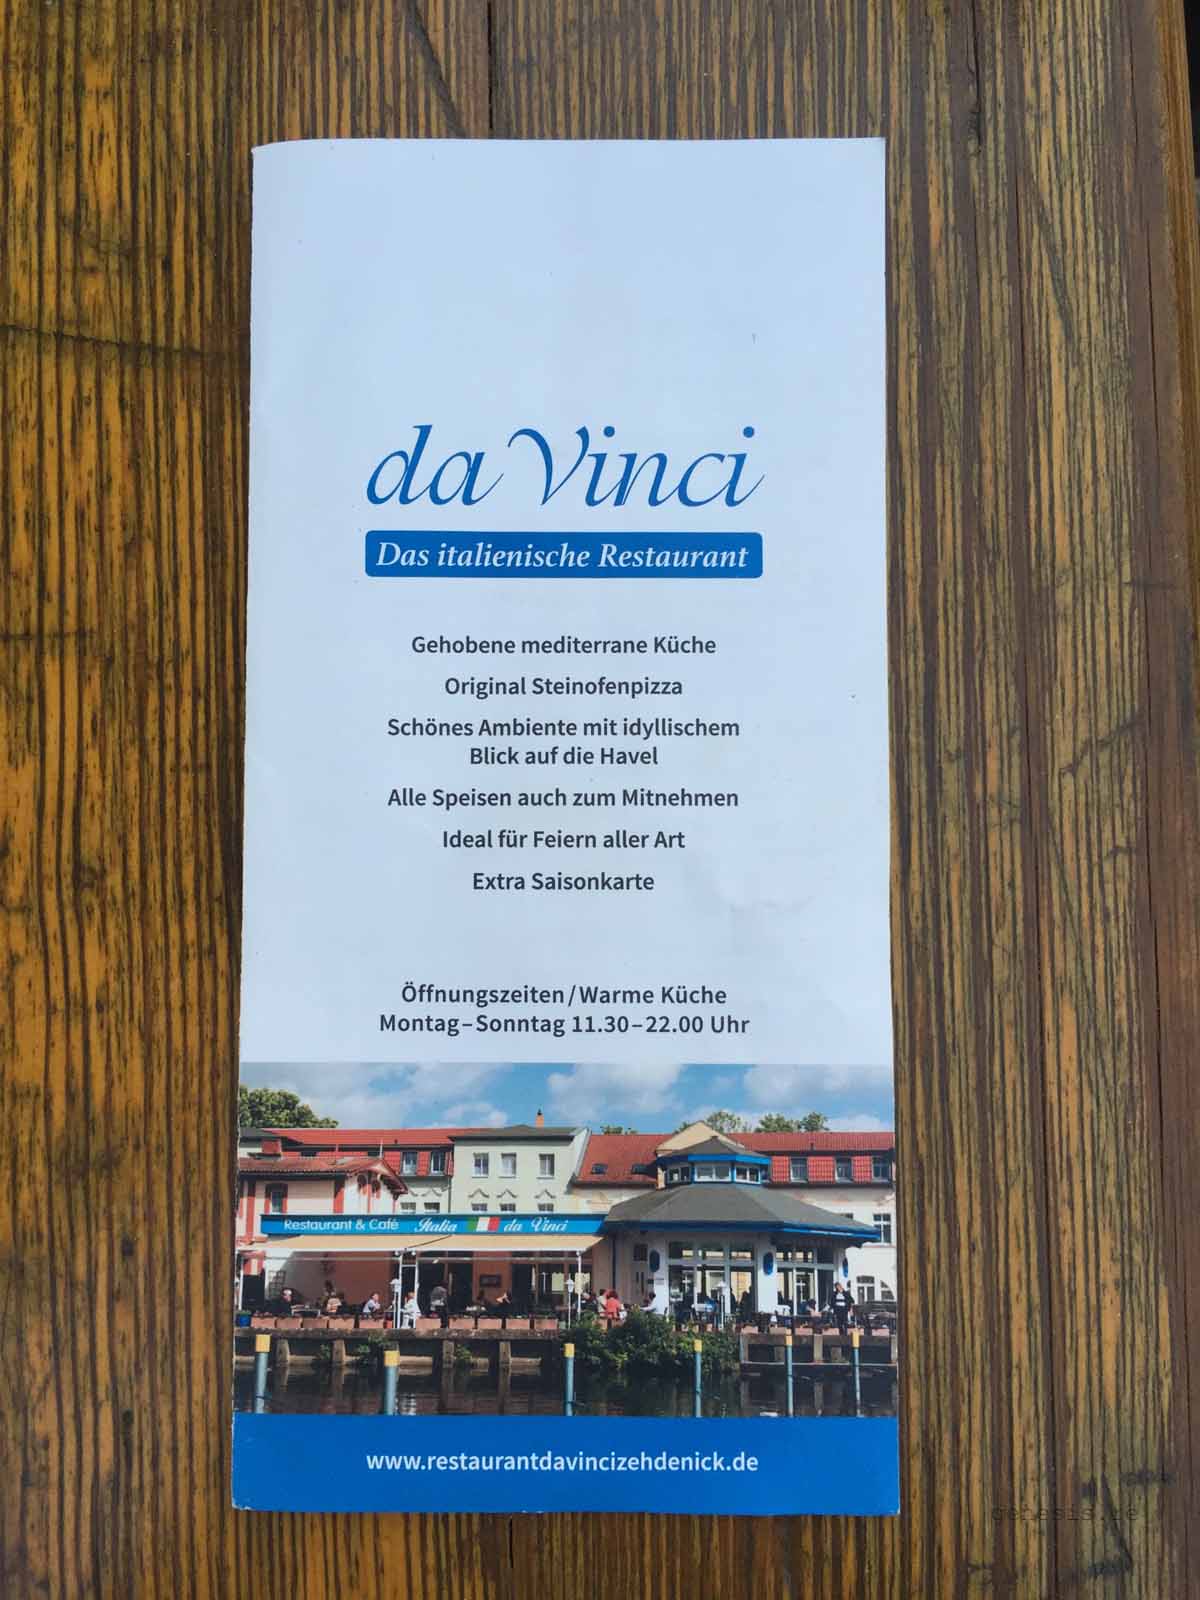 da Vinci
Das italienische Restaurant
Gehobene mediterrane Küche
Original Steinofenpizza
Schönes Ambiente mit idyllischem
Blick auf die Havel
Alle Speisen auch zum Mitnehmen
Ideal für Feiern aller Art
Extra Saisonkarte
Öffnungszeiten/Warme Küche
Montag–Sonntag 11.30–22.00 Uhr
Restaurant & Café Italia da Vinci
www.restaurantdavincizehdenick.de
genesis.re